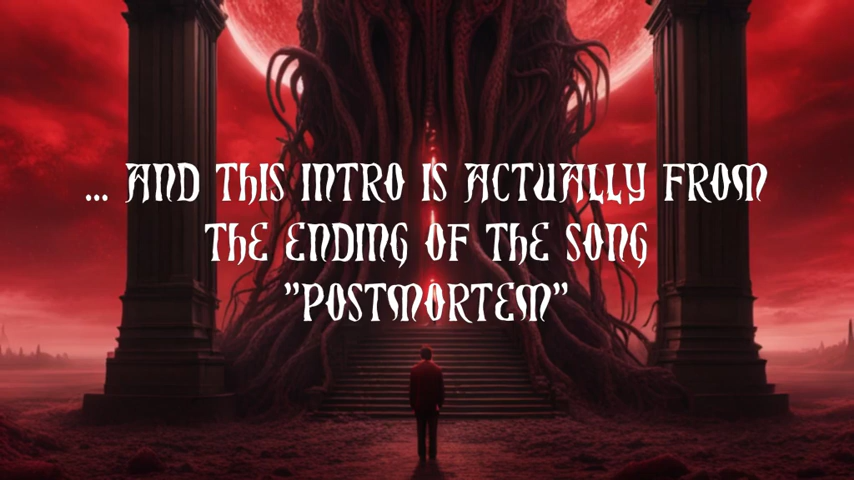 ... AND THIS INTRO IS ACTUALLY FROM
THE ENDING OF THE SONG
"POSTMORTEM"